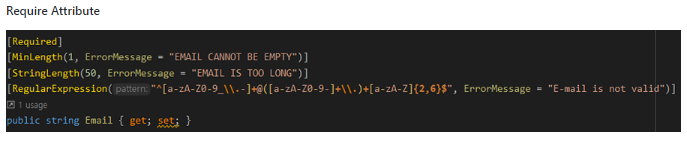 Require Attribute
[Required]
[MinLength(1, ErrorMessage = "EMAIL CANNOT BE EMPTY")]
[StringLength(50, ErrorMessage = "EMAIL IS TOO LONG")]
[RegularExpression(pattern:"^[a-zA-Z0-9_\\.-]+@([a-zA-Z0-9-]+\\.)+[a-zA-Z]{2,6}$", ErrorMessage = "E-mail is not valid")]
1 usage
public string Email { get; set; }